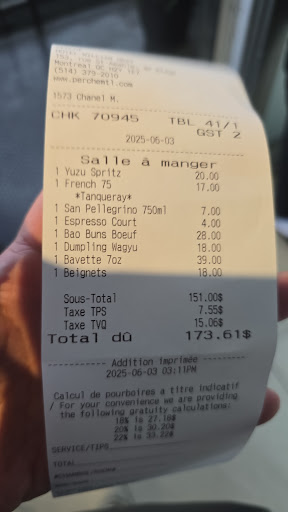 Montreal QC H2Y 1Z1
(514) 379-2010
www.perchemtl.com
1573 Chanel M.
CHK 70945 TBL 41/1
GST 2
2025-06-03
Salle à manger
1 Yuzu Spritz 20.00
1 French 75 17.00
*Tanqueray*
1 San Pellegrino 750ml 7.00
1 Espresso Court 4.00
1 Bao Buns Boeuf 28.00
1 Dumpling Wagyu 18.00
1 Bavette 7oz 39.00
1 Beignets 18.00
Sous-Total 151.00$
Taxe TPS 7.55$
Taxe TVQ 15.06$
Total dû 173.61$
---------- Addition imprimée ----------
2025-06-03 03:11PM
Calcul de pourboires a titre indicatif
/ For your convenience we are providing
the following gratuity calculations:
18% is 27.18$
20% is 30.20$
22% is 33.22$
SERVICE/TIPS
TOTAL